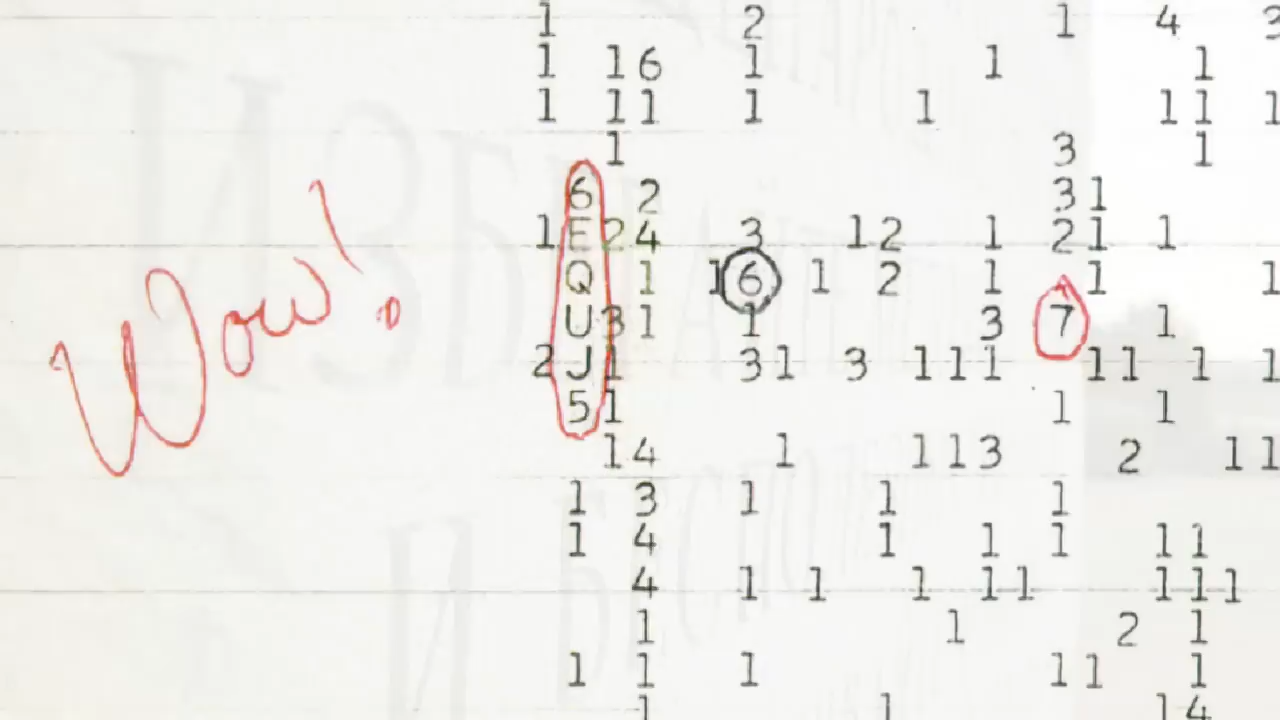 1 2 1 4 3
1 16 1 1 1
1 11 1 1 11 1
1 3 1
6 2 31
1E24 3 12 1 21 1
Q 1 16 1 2 1 1
Wow!
U31 1 3 7 1
2J1 31 3 111 11 1 1
51 1 1
14 1 113 2 11
1 3 1 1 1
1 4 1 1 1 11
4 1 1 1 11 111
1 1 2 1
1 1 1 11 1
1 1 14